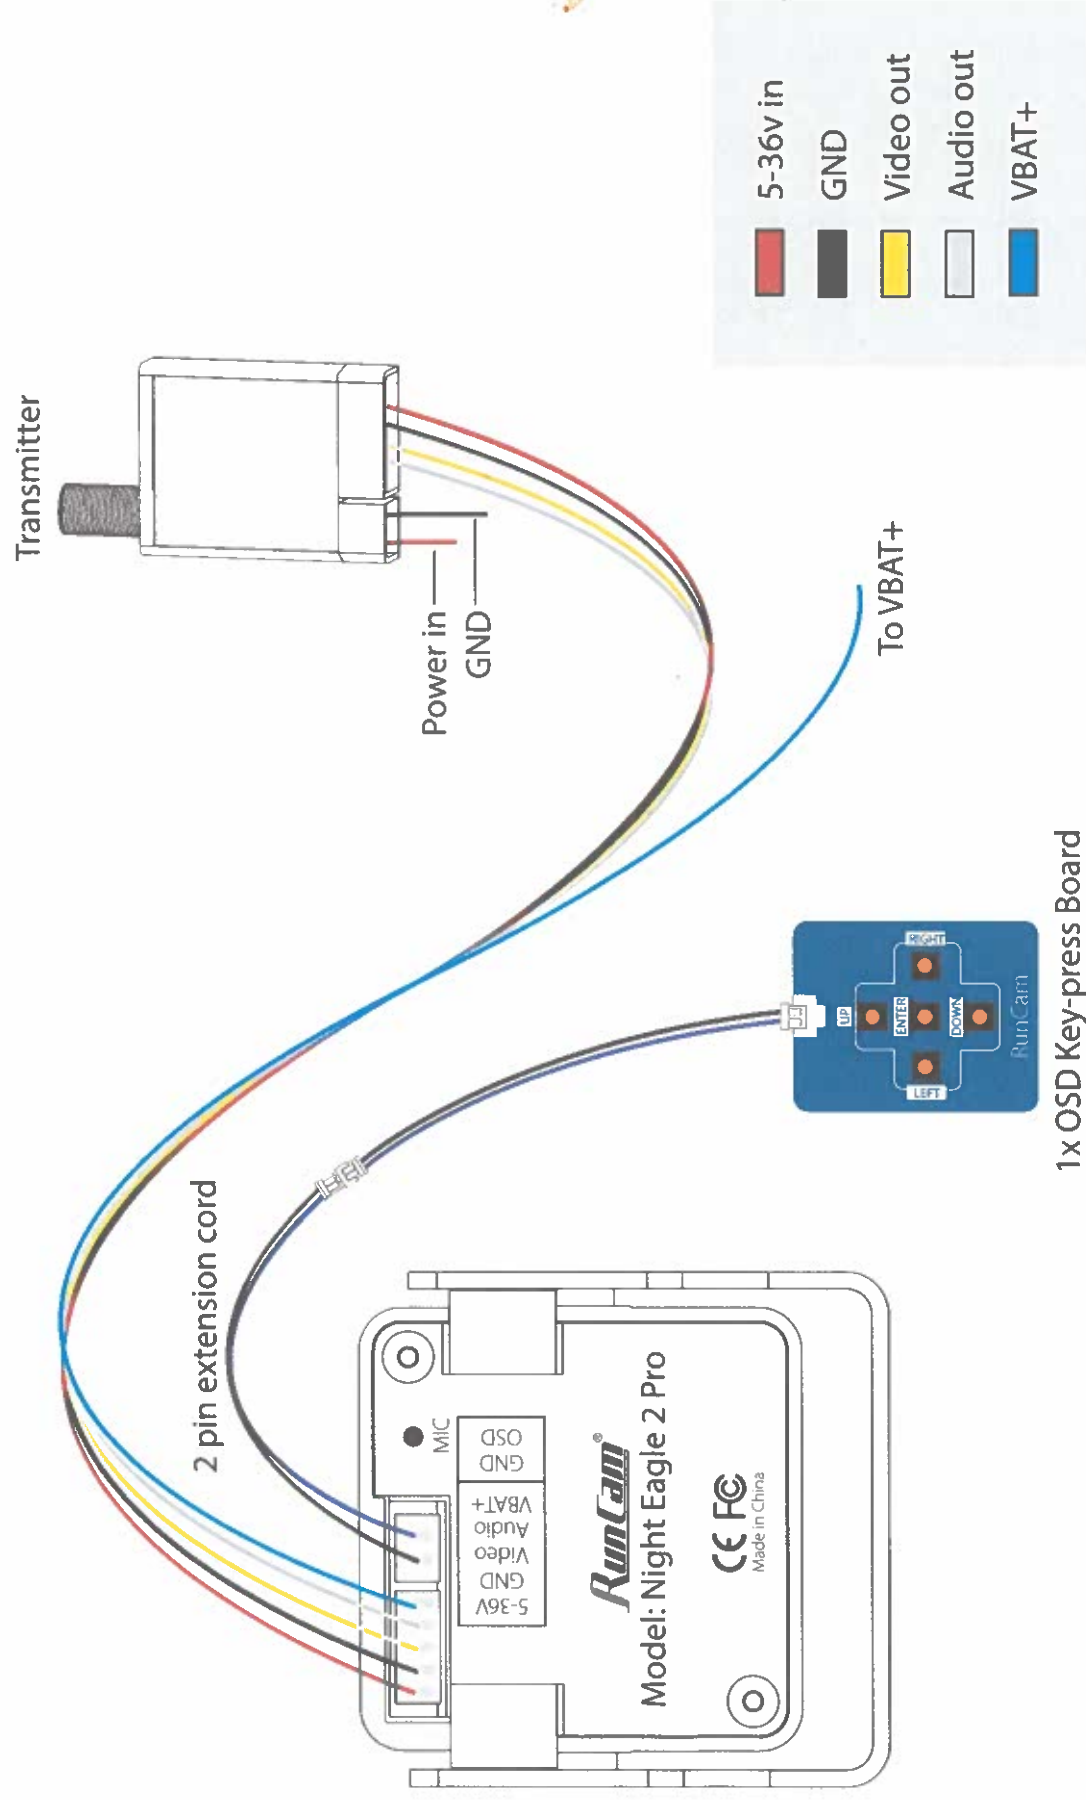 Transmitter
Power in
GND
To VBAT+
5-36v in
GND
Video out
Audio out
VBAT+
2 pin extension cord
MIC
5-36V
GND
Video
Audio
VBAT+
GND
OSD
RunCam®
Model: Night Eagle 2 Pro
CE FC
Made in China
UP
LEFT
ENTER
RIGHT
DOWN
RunCam
1x OSD Key-press Board